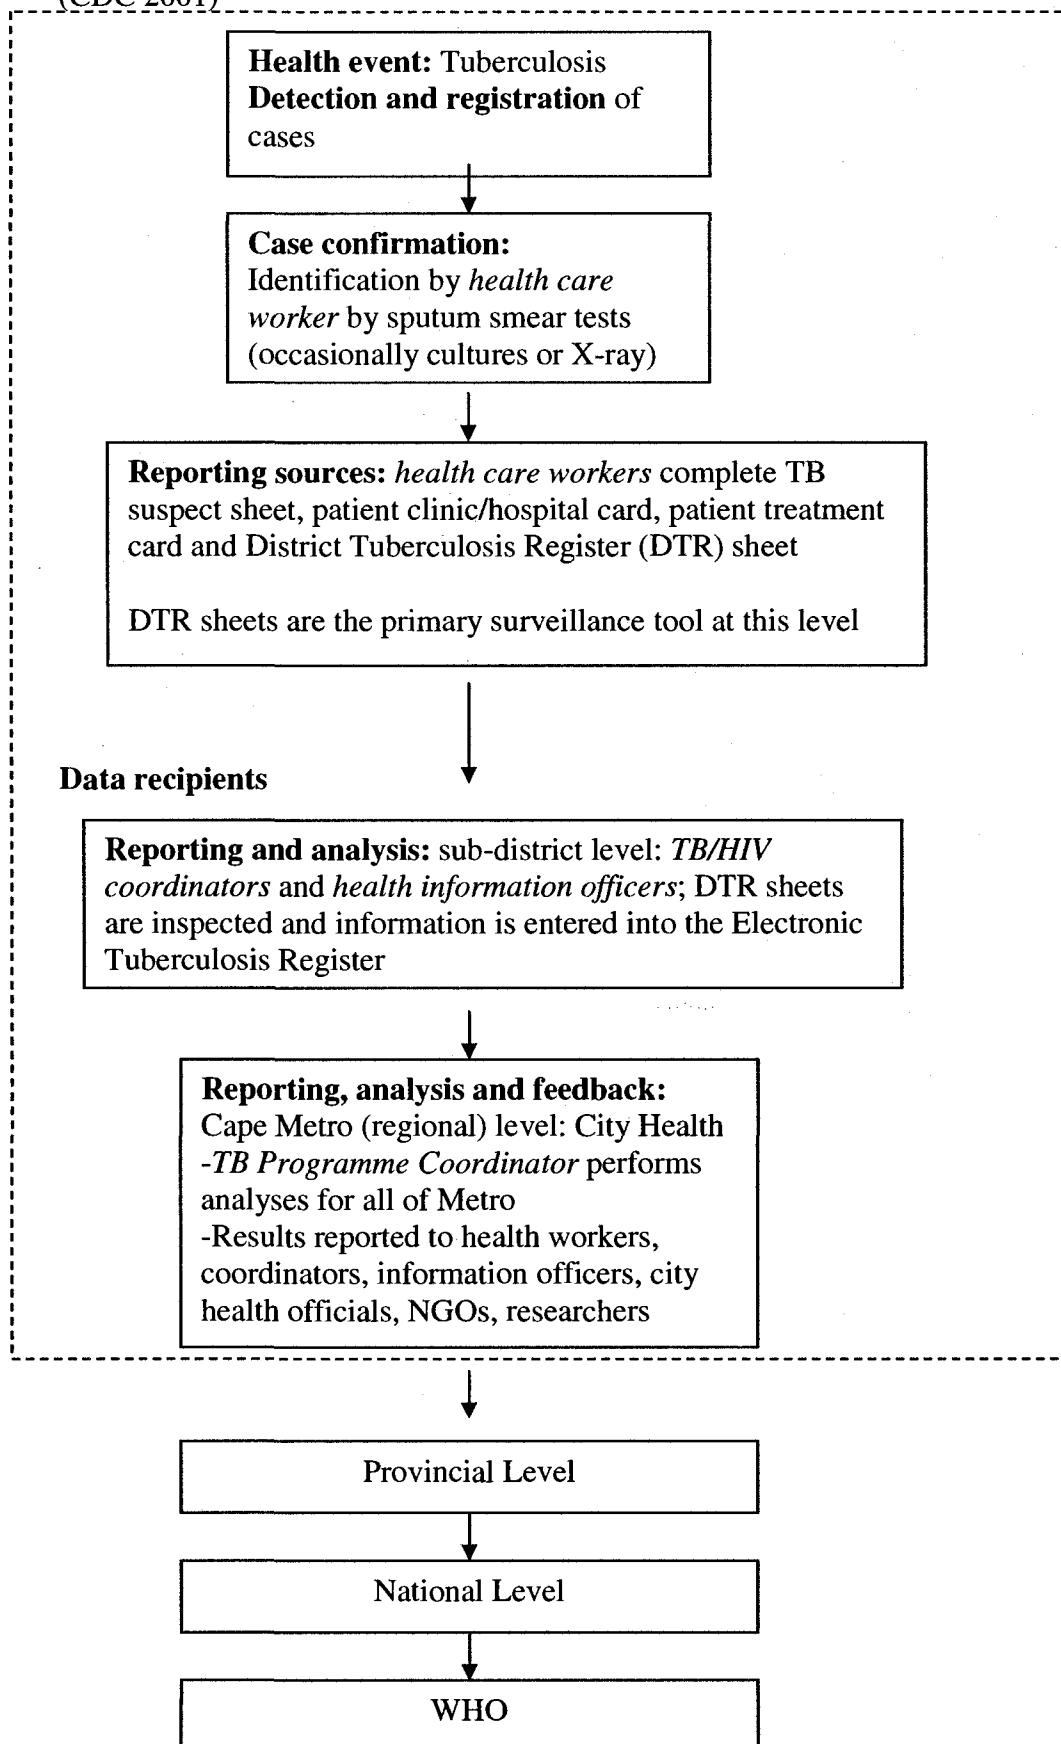 (CDC 2001)
Health event: Tuberculosis
Detection and registration of
cases
Case confirmation:
Identification by health care
worker by sputum smear tests
(occasionally cultures or X-ray)
Reporting sources: health care workers complete TB
suspect sheet, patient clinic/hospital card, patient treatment
card and District Tuberculosis Register (DTR) sheet
DTR sheets are the primary surveillance tool at this level
Data recipients
Reporting and analysis: sub-district level: TB/HIV
coordinators and health information officers; DTR sheets
are inspected and information is entered into the Electronic
Tuberculosis Register
Reporting, analysis and feedback:
Cape Metro (regional) level: City Health
-TB Programme Coordinator performs
analyses for all of Metro
-Results reported to health workers,
coordinators, information officers, city
health officials, NGOs, researchers
Provincial Level
National Level
WHO